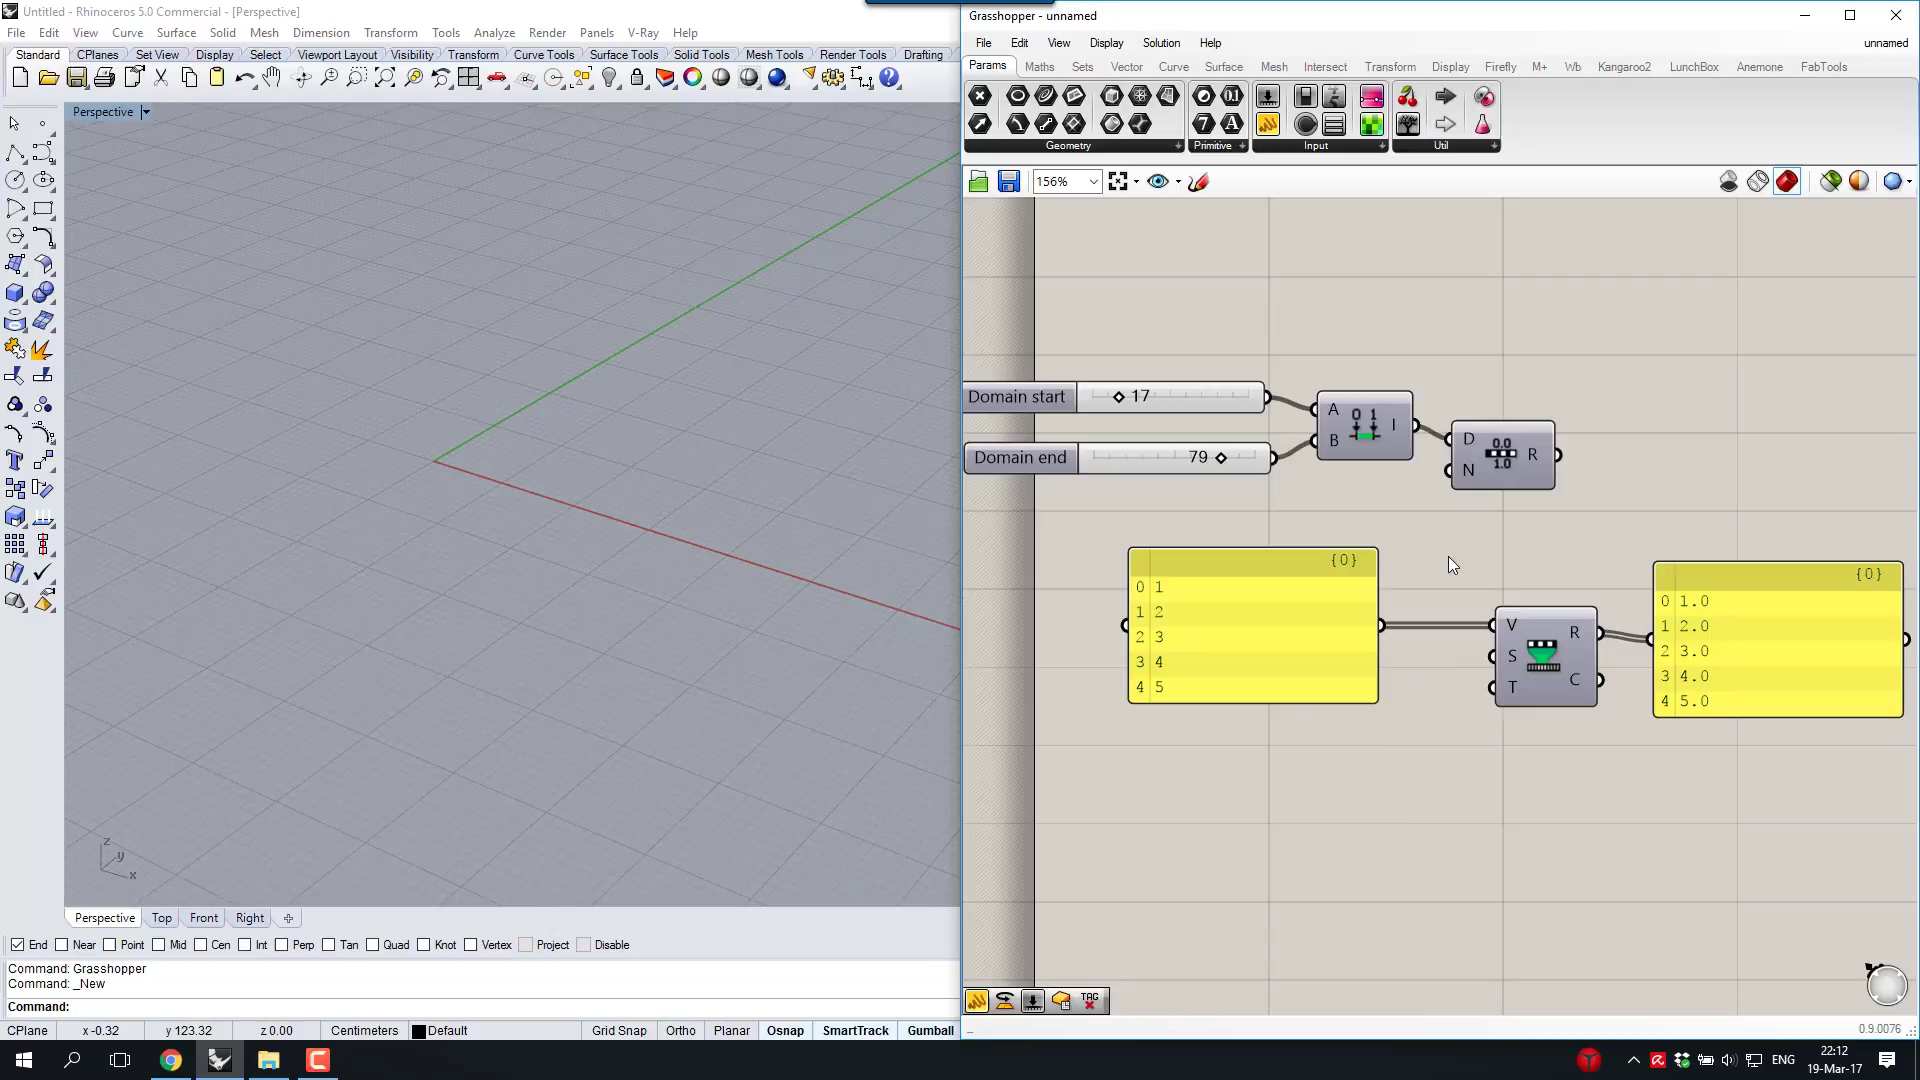 Untitled - Rhinoceros 5.0 Commercial - [Perspective]
File Edit View Curve Surface Solid Mesh Dimension Transform Tools Analyze Render Panels V-Ray Help
Standard CPlanes Set View Display Select Viewport Layout Visibility Transform Curve Tools Surface Tools Solid Tools Mesh Tools Render Tools Drafting
Perspective
z
y
x
Perspective Top Front Right
End Near Point Mid Cen Int Perp Tan Quad Knot Vertex Project Disable
Command: Grasshopper
Command: _New
Command:
CPlane x -0.32 y 123.32 z 0.00 Centimeters Default Grid Snap Ortho Planar Osnap SmartTrack Gumball
Grasshopper - unnamed
File Edit View Display Solution Help unnamed
Params Maths Sets Vector Curve Surface Mesh Intersect Transform Display Firefly M+ Wb Kangaroo2 LunchBox Anemone FabTools
Geometry Primitive Input Util
156%
Domain start 17
Domain end 79
A B 0 1 I
D N 0.0 1.0 R
{0}
0 1
1 2
2 3
3 4
4 5
V S T R C
{0}
0 1.0
1 2.0
2 3.0
3 4.0
4 5.0
TAG
0.9.0076
ENG
22:12
19-Mar-17